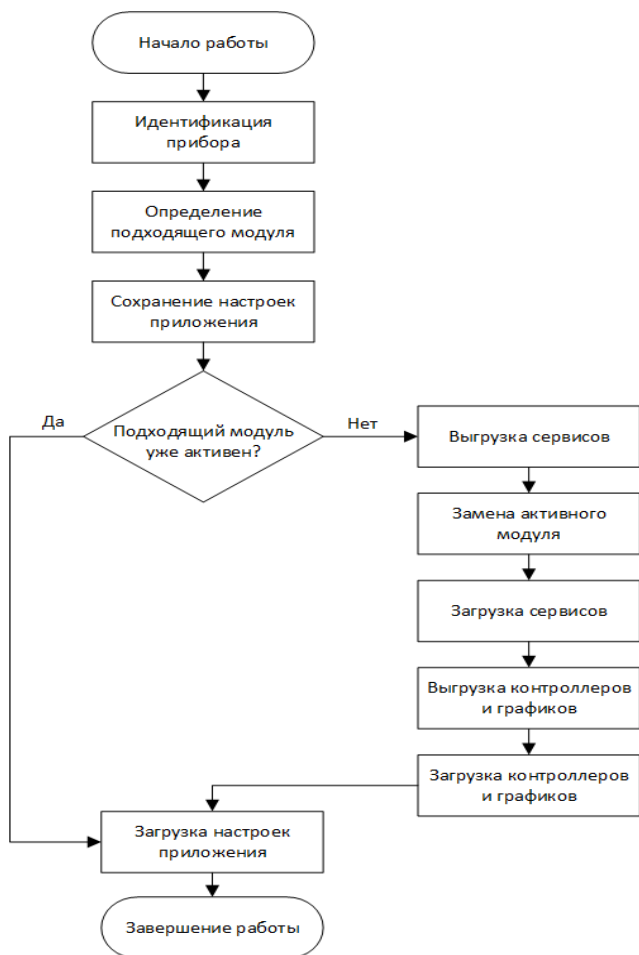 Начало работы
Идентификация
прибора
Определение
подходящего модуля
Сохранение настроек
приложения
Да
Подходящий модуль
уже активен?
Нет
Выгрузка сервисов
Замена активного
модуля
Загрузка сервисов
Выгрузка контроллеров
и графиков
Загрузка контроллеров
и графиков
Загрузка настроек
приложения
Завершение работы